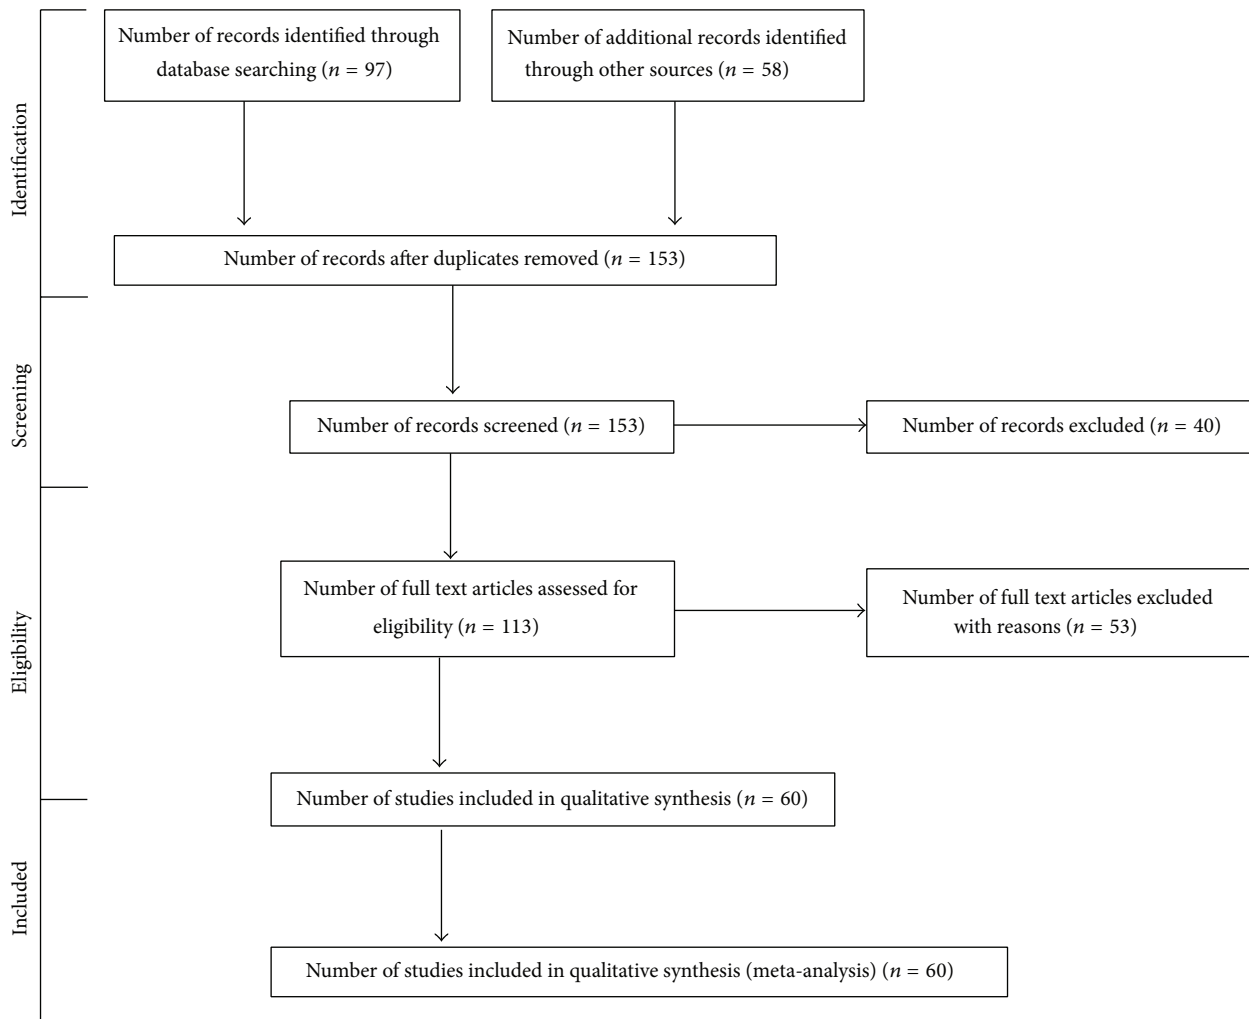 Identification
Number of records identified through
database searching (n = 97)
Number of additional records identified
through other sources (n = 58)
Number of records after duplicates removed (n = 153)
Screening
Number of records screened (n = 153)
Number of records excluded (n = 40)
Eligibility
Number of full text articles assessed for
eligibility (n = 113)
Number of full text articles excluded
with reasons (n = 53)
Number of studies included in qualitative synthesis (n = 60)
Included
Number of studies included in qualitative synthesis (meta-analysis) (n = 60)